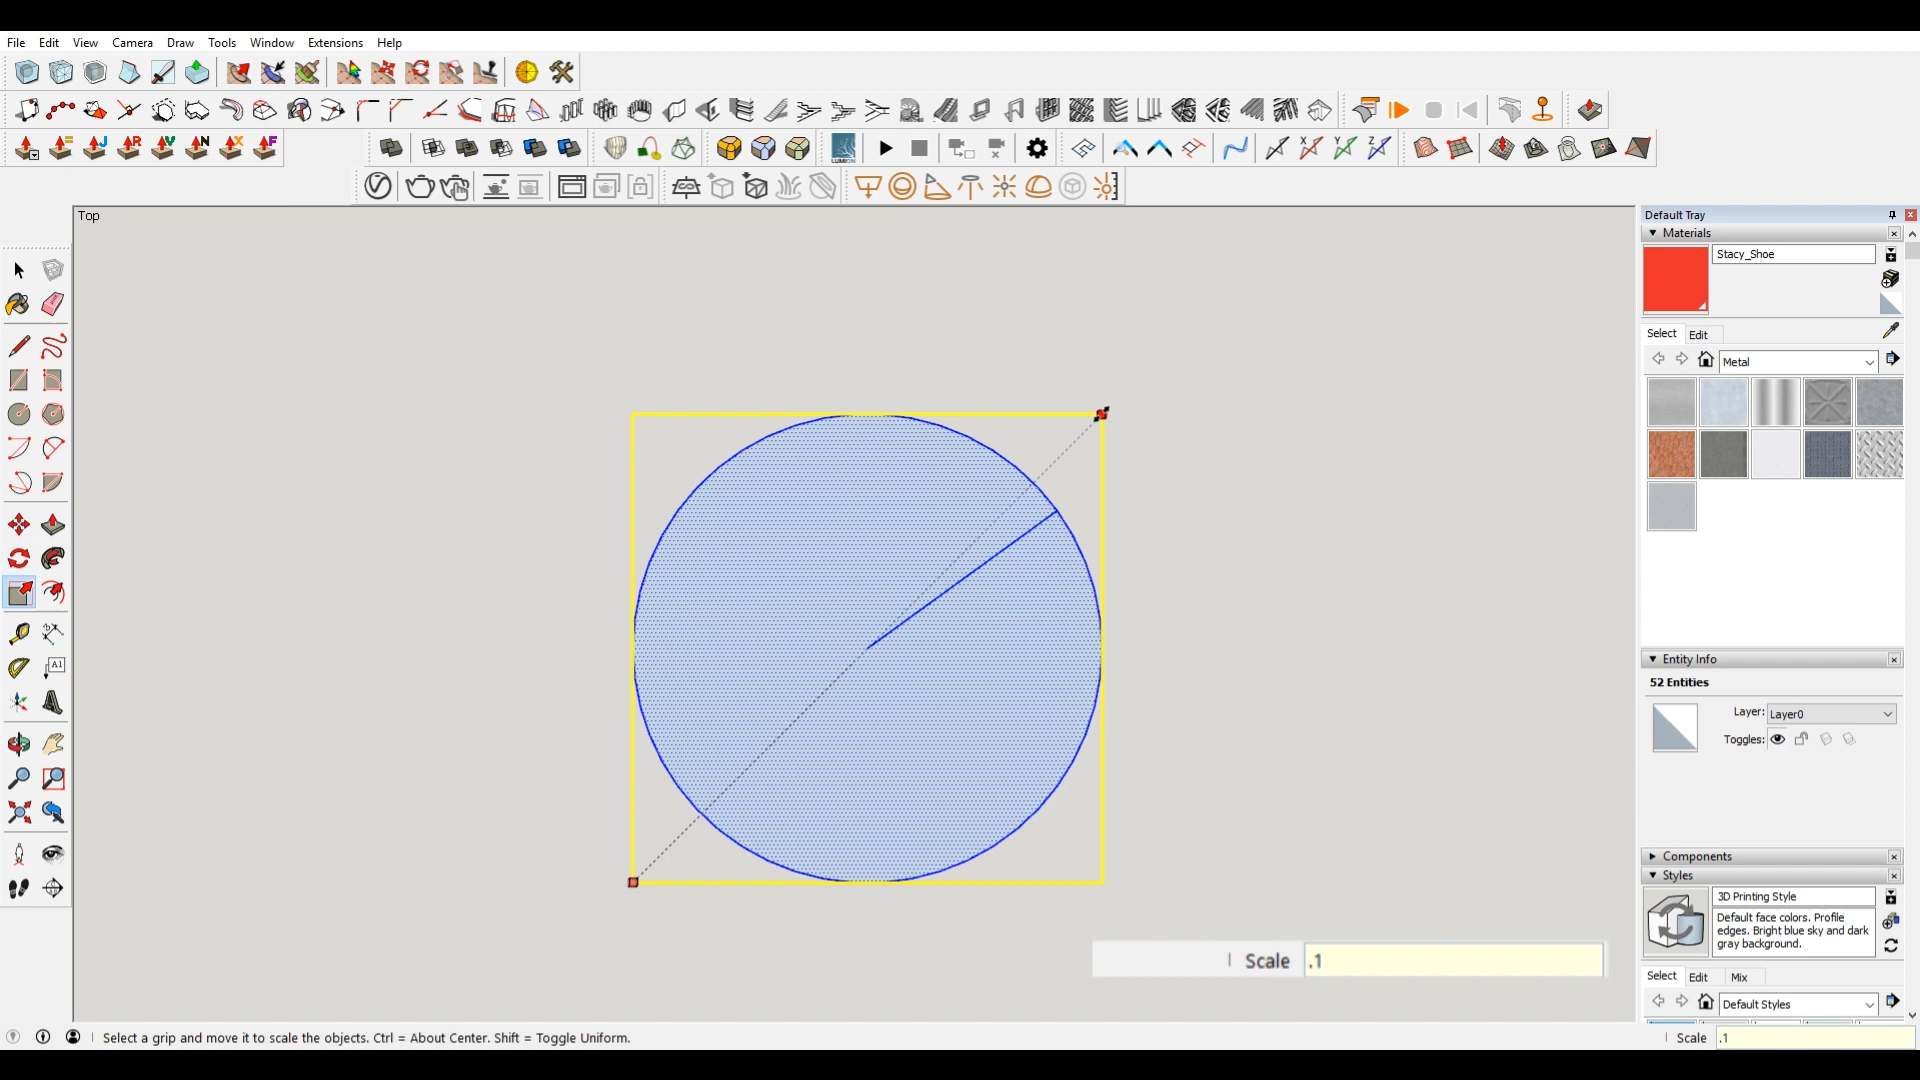 File Edit View Camera Draw Tools Window Extensions Help
J R V N X F
LUMION
X Y Z
Top
Default Tray
Materials
Stacy_Shoe
Select Edit
Metal
A1
Entity Info
52 Entities
Layer: Layer0
Toggles:
Components
Styles
3D Printing Style
Default face colors. Profile
edges. Bright blue sky and dark
gray background.
Scale .1
Select Edit Mix
Default Styles
Select a grip and move it to scale the objects. Ctrl = About Center. Shift = Toggle Uniform.
Scale .1